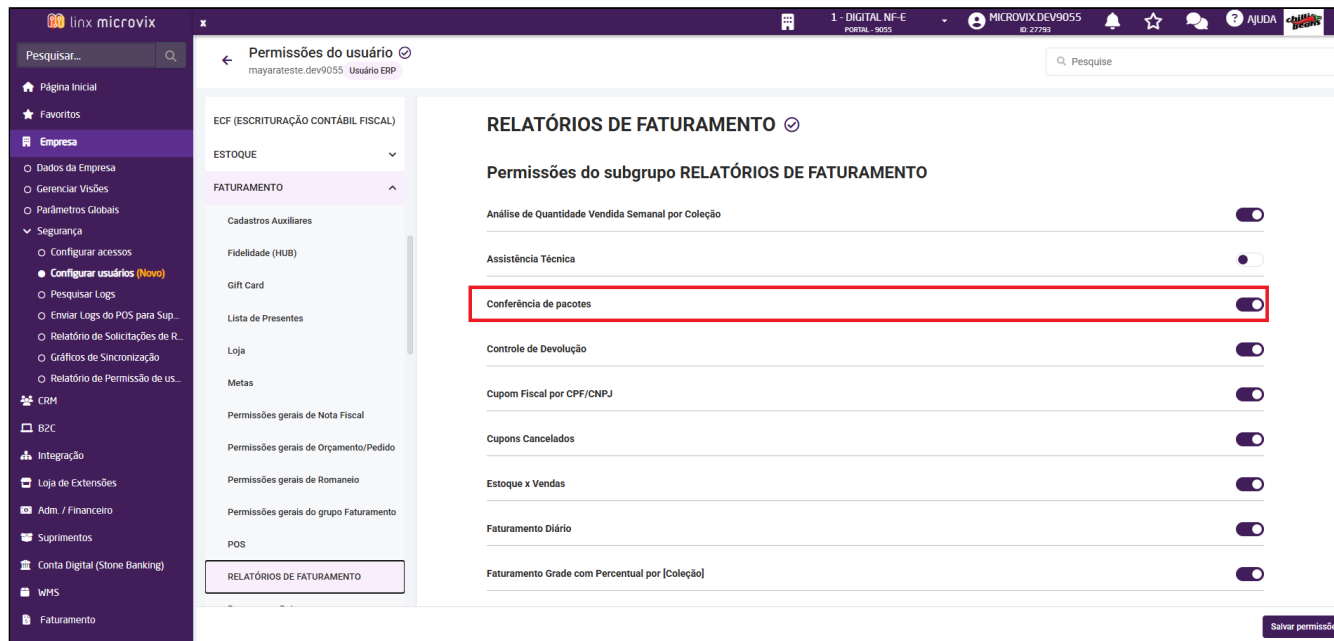 linx microvix
x
1 - DIGITAL NF-E
PORTAL - 9055
MICROVIX.DEV9055
ID: 27793
? AJUDA
chilli beans
Pesquisar...
Página Inicial
Favoritos
Empresa
Dados da Empresa
Gerenciar Visões
Parâmetros Globais
Segurança
Configurar acessos
Configurar usuários (Novo)
Pesquisar Logs
Enviar Logs do POS para Sup...
Relatório de Solicitações de R...
Gráficos de Sincronização
Relatório de Permissão de us...
CRM
B2C
Integração
Loja de Extensões
Adm. / Financeiro
Suprimentos
Conta Digital (Stone Banking)
WMS
Faturamento
Permissões do usuário
mayarateste.dev9055 Usuário ERP
Pesquise
ECF (ESCRITURAÇÃO CONTÁBIL FISCAL)
ESTOQUE
FATURAMENTO
Cadastros Auxiliares
Fidelidade (HUB)
Gift Card
Lista de Presentes
Loja
Metas
Permissões gerais de Nota Fiscal
Permissões gerais de Orçamento/Pedido
Permissões gerais de Romaneio
Permissões gerais do grupo Faturamento
POS
RELATÓRIOS DE FATURAMENTO
RELATÓRIOS DE FATURAMENTO
Permissões do subgrupo RELATÓRIOS DE FATURAMENTO
Análise de Quantidade Vendida Semanal por Coleção
Assistência Técnica
Conferência de pacotes
Controle de Devolução
Cupom Fiscal por CPF/CNPJ
Cupons Cancelados
Estoque x Vendas
Faturamento Diário
Faturamento Grade com Percentual por [Coleção]
Salvar permissõe